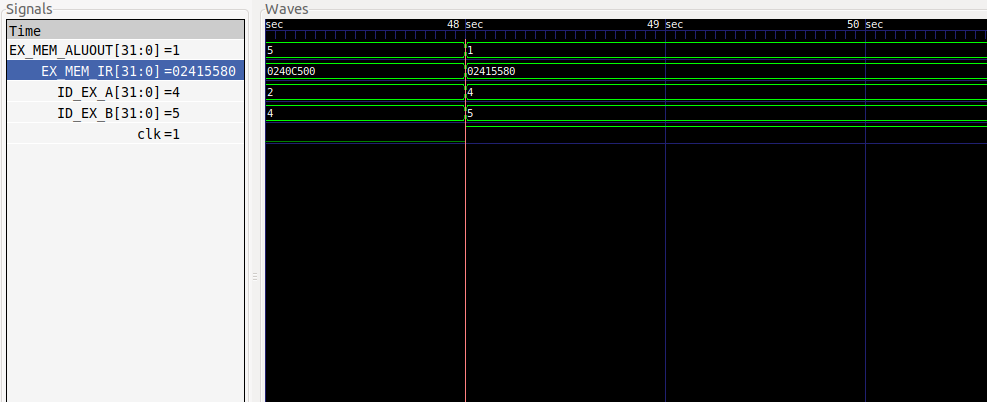 Signals
Time
EX_MEM_ALUOUT[31:0] =1
EX_MEM_IR[31:0] =02415580
ID_EX_A[31:0] =4
ID_EX_B[31:0] =5
clk =1
Waves
sec 48 sec 49 sec 50 sec
5 1
0240C500 02415580
2 4
4 5